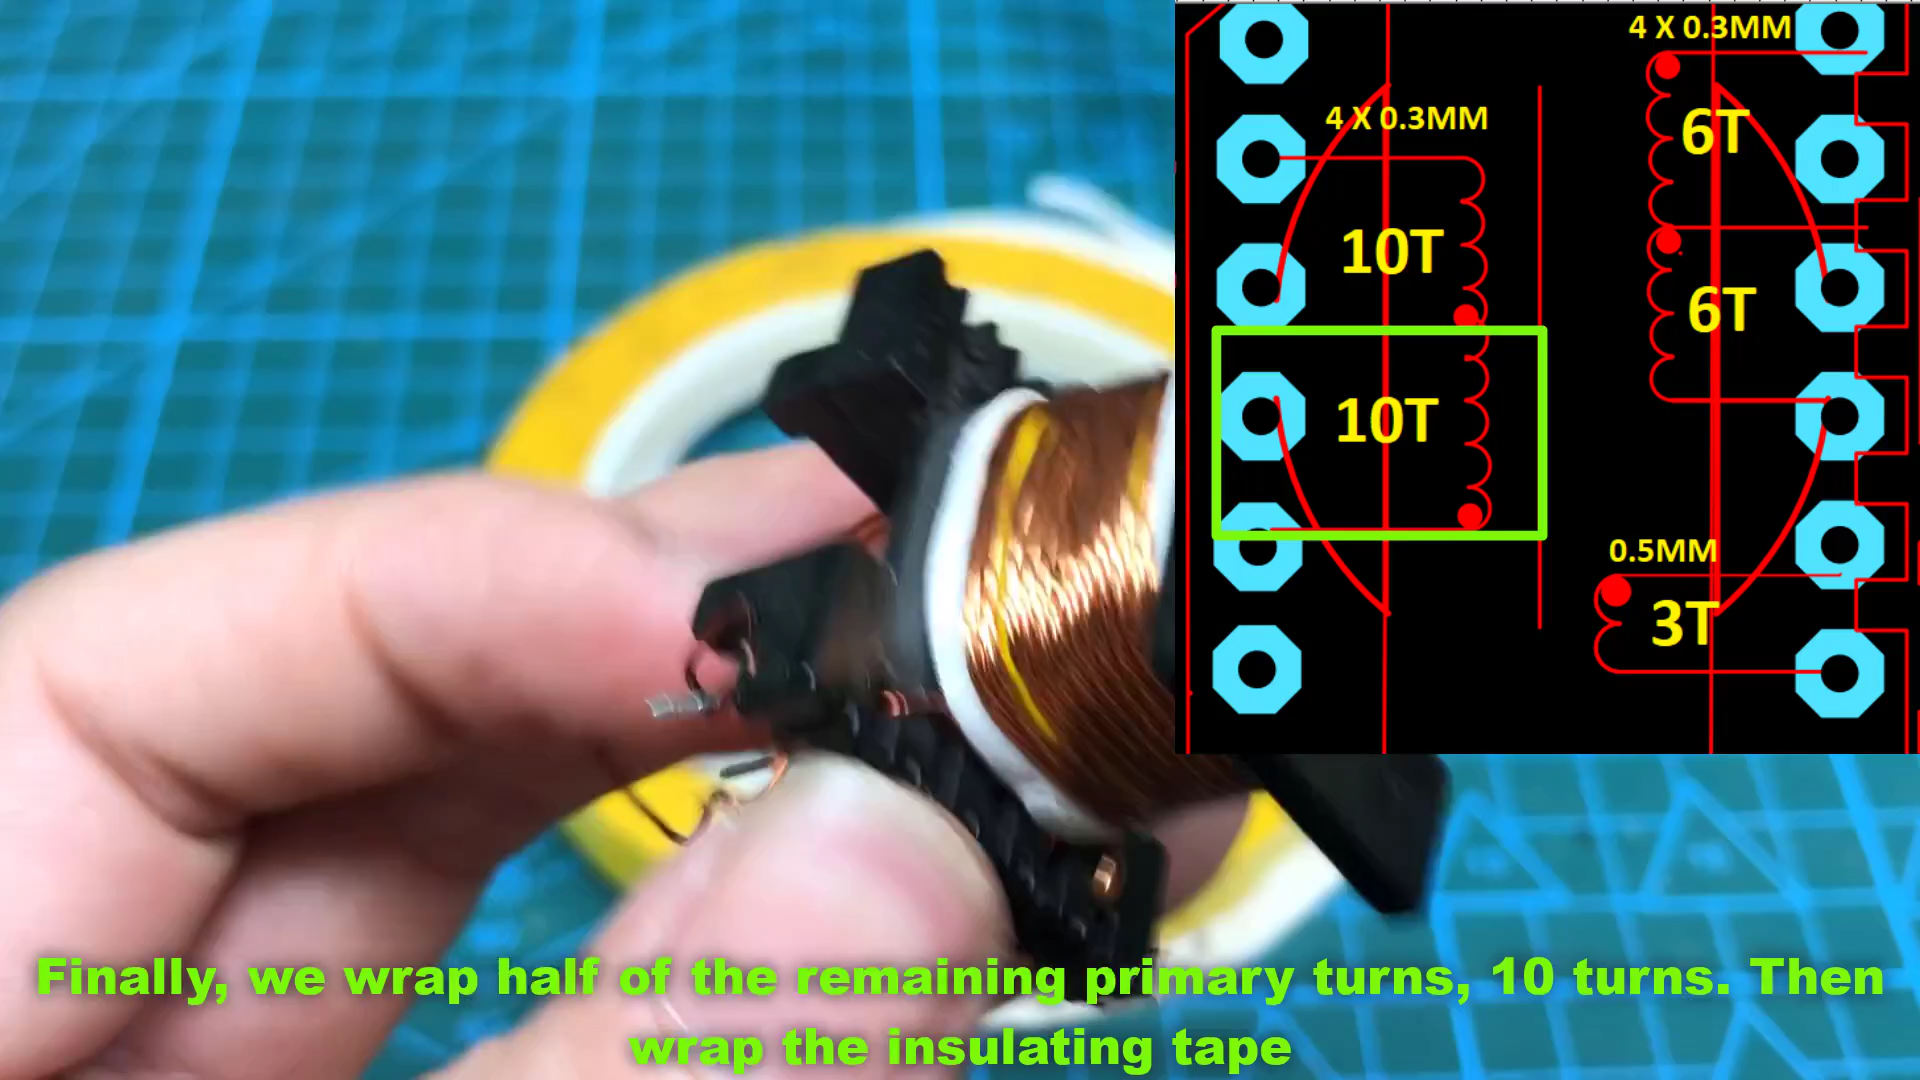 4 X 0.3MM
4 X 0.3MM
6T
10T
6T
10T
0.5MM
3T
Finally, we wrap half of the remaining primary turns, 10 turns. Then
wrap the insulating tape